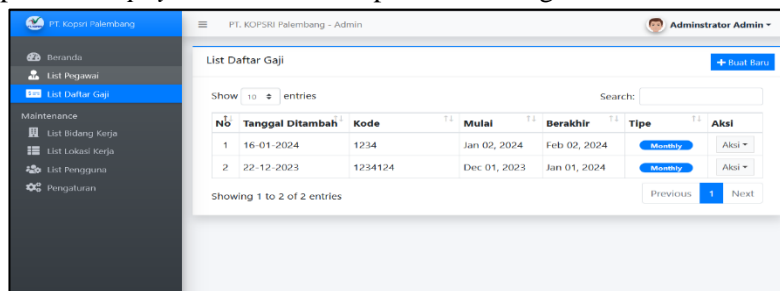 PT. Kopsri Palembang
PT. KOPSRI Palembang - Admin
Adminstrator Admin
Beranda
List Pegawai
List Daftar Gaji
Maintenance
List Bidang Kerja
List Lokasi Kerja
List Pengguna
Pengaturan
List Daftar Gaji
+ Buat Baru
Show 10 entries
Search:
No Tanggal Ditambah Kode Mulai Berakhir Tipe Aksi
1 16-01-2024 1234 Jan 02, 2024 Feb 02, 2024 Monthly Aksi
2 22-12-2023 1234124 Dec 01, 2023 Jan 01, 2024 Monthly Aksi
Showing 1 to 2 of 2 entries
Previous 1 Next